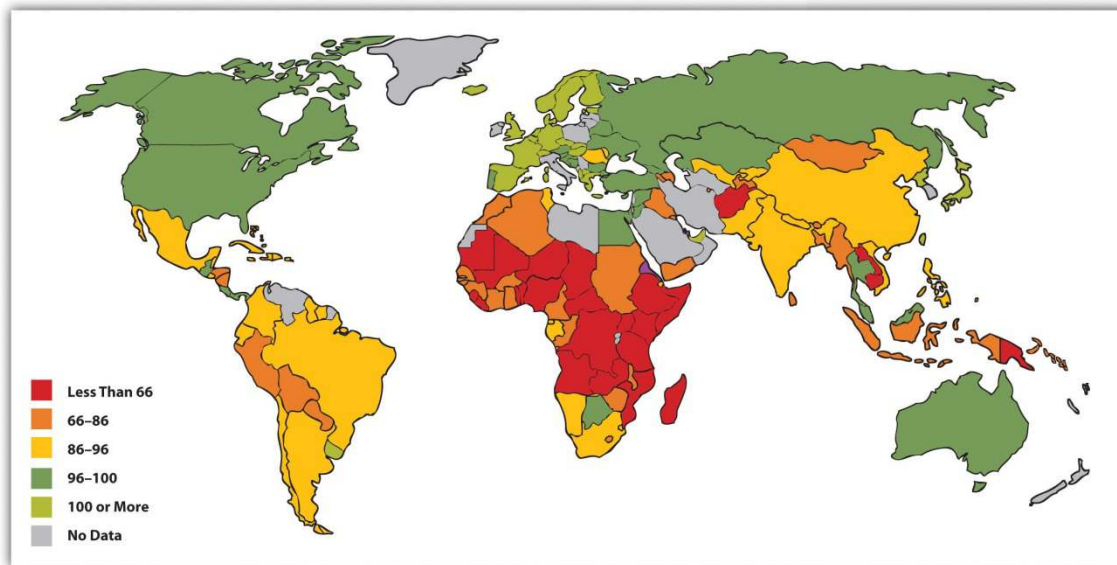 Less Than 66
66–86
86–96
96–100
100 or More
No Data